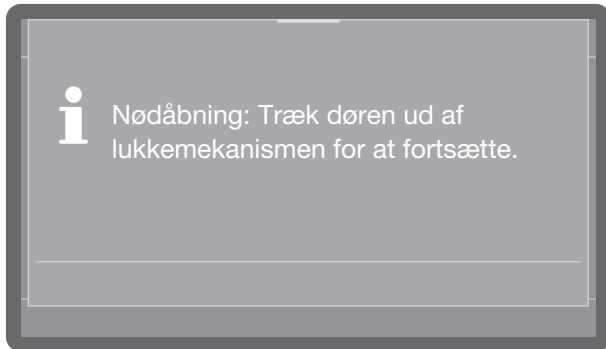 Nødåbning: Træk døren ud af
lukkemekanismen for at fortsætte.